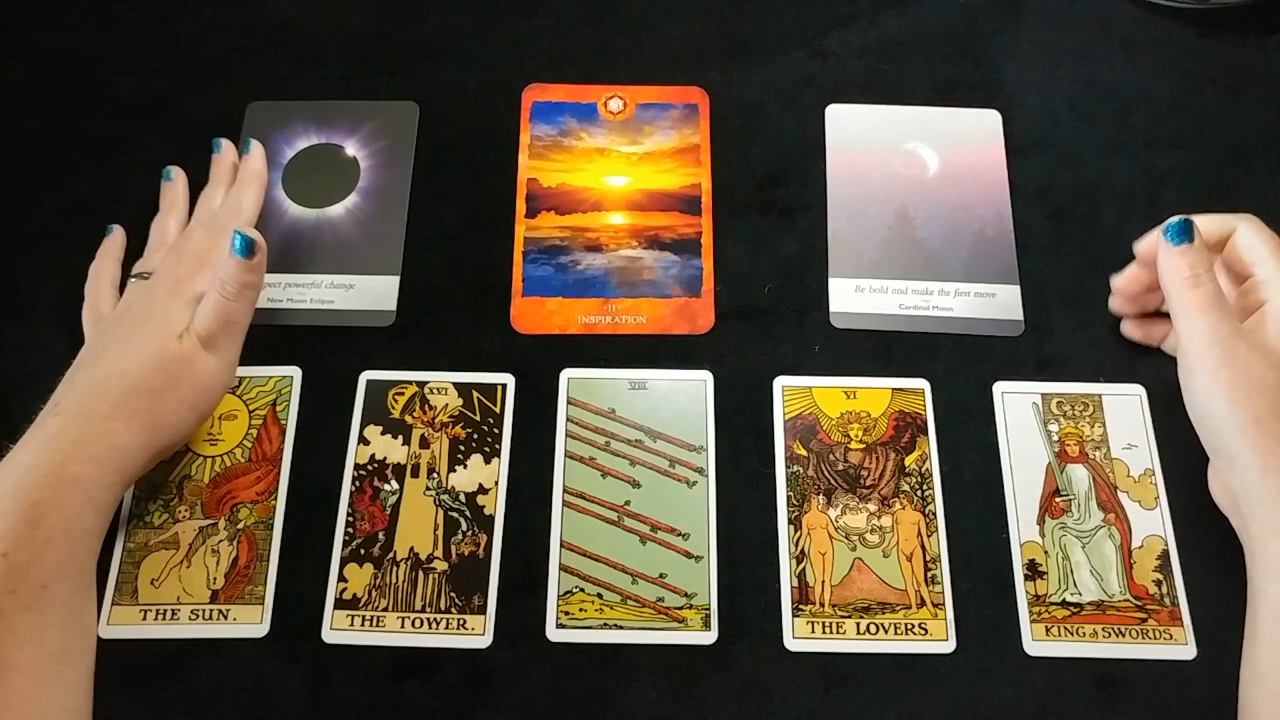 pect powerful change
New Moon Eclipse
11
INSPIRATION
Be bold and make the first move
Cardinal Moon
THE SUN.
XVI
THE TOWER.
VIII
VI
THE LOVERS.
KING of SWORDS.